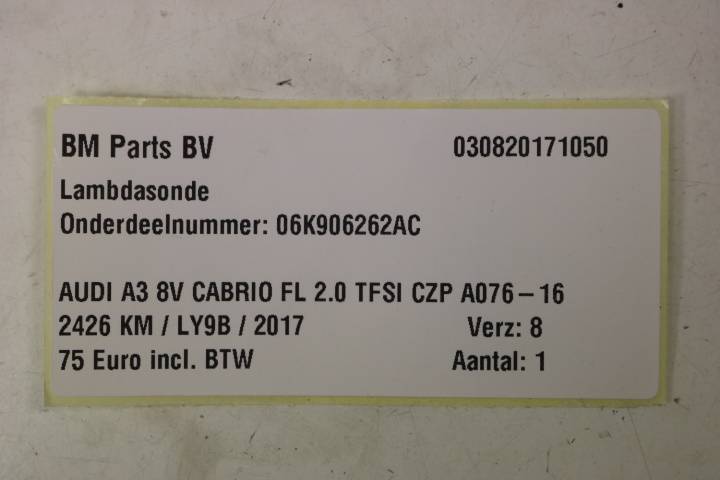 BM Parts BV 030820171050
Lambdasonde
Onderdeelnummer: 06K906262AC
AUDI A3 8V CABRIO FL 2.0 TFSI CZP A076-16
2426 KM / LY9B / 2017 Verz: 8
75 Euro incl. BTW Aantal: 1